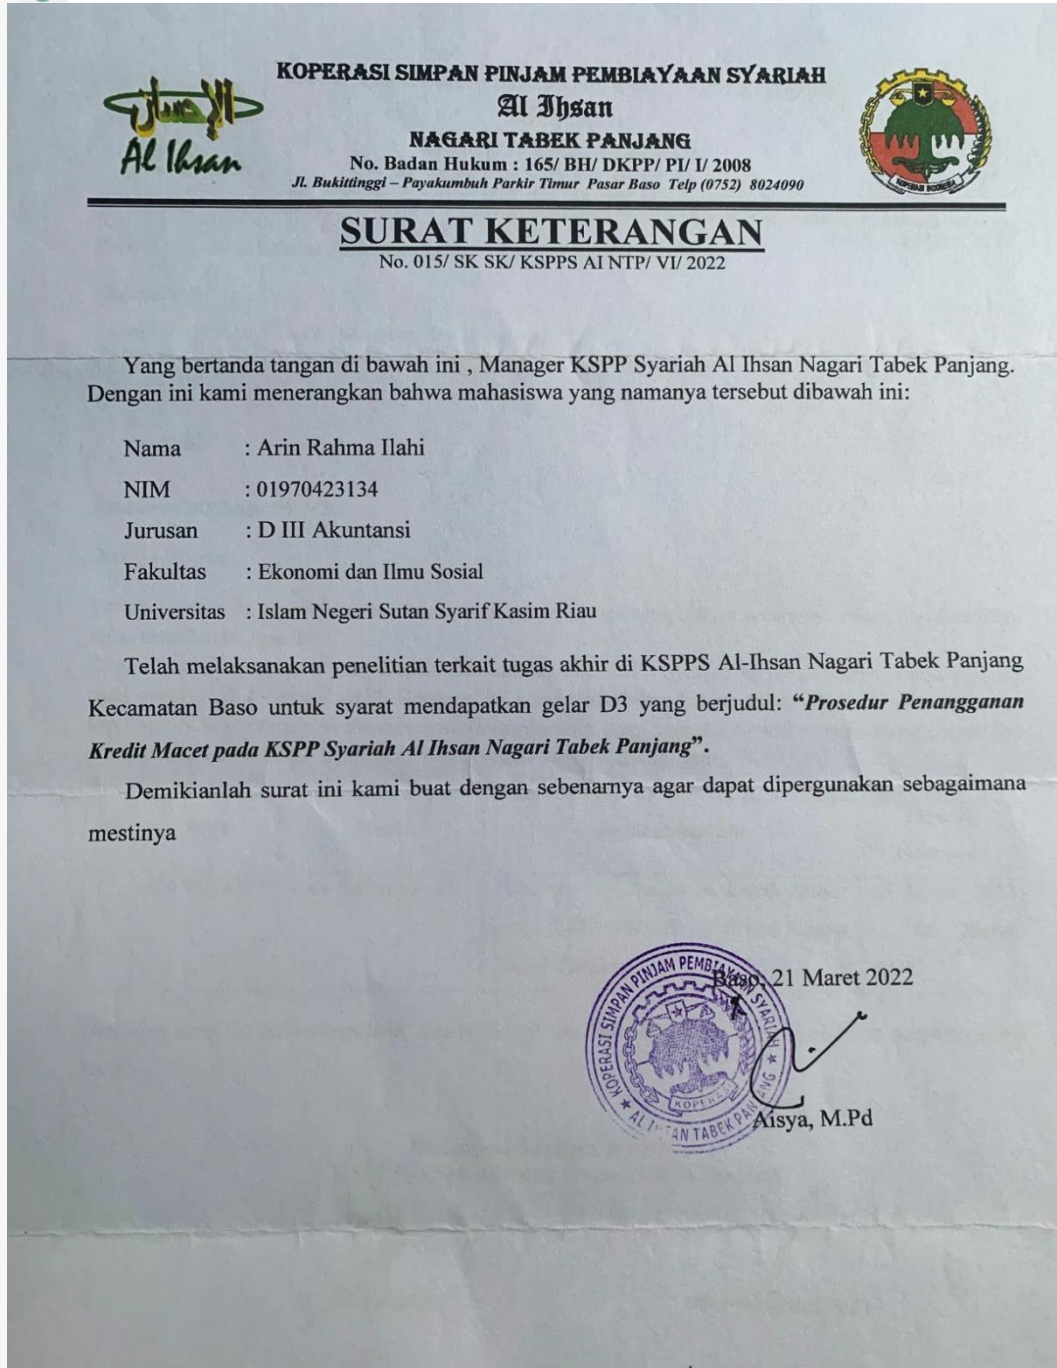 الإحسان
Al Ihsan
KOPERASI SIMPAN PINJAM PEMBIAYAAN SYARIAH
Al Ihsan
NAGARI TABEK PANJANG
No. Badan Hukum : 165/ BH/ DKPP/ PI/ I/ 2008
Jl. Bukittinggi – Payakumbuh Parkir Timur Pasar Baso Telp (0752) 8024090
KOPERASI INDONESIA
SURAT KETERANGAN
No. 015/ SK SK/ KSPPS AI NTP/ VI/ 2022
Yang bertanda tangan di bawah ini , Manager KSPP Syariah Al Ihsan Nagari Tabek Panjang.
Dengan ini kami menerangkan bahwa mahasiswa yang namanya tersebut dibawah ini:
Nama : Arin Rahma Ilahi
NIM : 01970423134
Jurusan : D III Akuntansi
Fakultas : Ekonomi dan Ilmu Sosial
Universitas : Islam Negeri Sutan Syarif Kasim Riau
Telah melaksanakan penelitian terkait tugas akhir di KSPPS Al-Ihsan Nagari Tabek Panjang
Kecamatan Baso untuk syarat mendapatkan gelar D3 yang berjudul: “Prosedur Penangganan
Kredit Macet pada KSPP Syariah Al Ihsan Nagari Tabek Panjang”.
Demikianlah surat ini kami buat dengan sebenarnya agar dapat dipergunakan sebagaimana
mestinya
Baso, 21 Maret 2022
KOPERASI SIMPAN PINJAM PEMBIAYAAN SYARIAH
KOPERASI
AL IHSAN TABEK PANJANG
Aisya, M.Pd